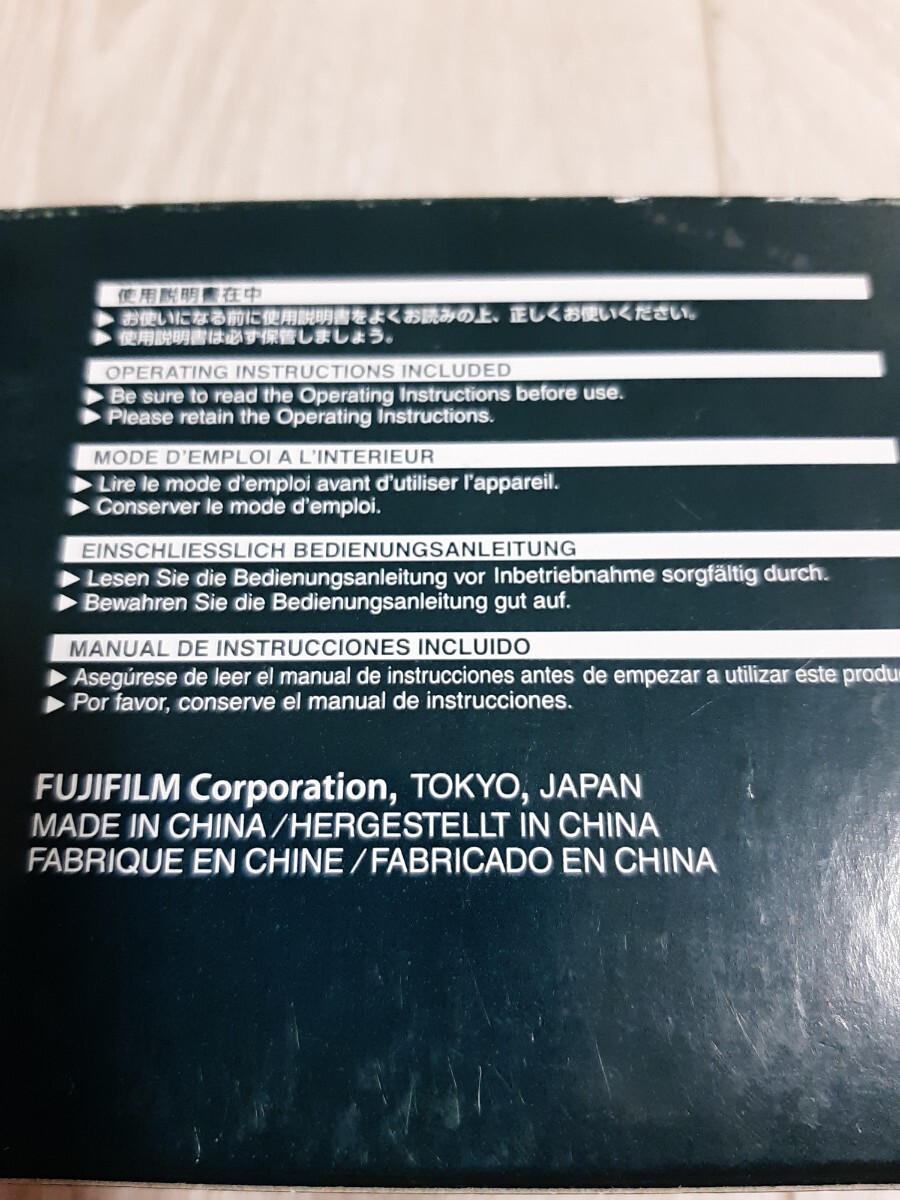 使用説明書在中
▶お使いになる前に使用説明書をよくお読みの上、正しくお使いください。
▶使用説明書は必ず保管しましょう。
OPERATING INSTRUCTIONS INCLUDED
▶Be sure to read the Operating Instructions before use.
▶Please retain the Operating Instructions.
MODE D'EMPLOI A L'INTERIEUR
▶Lire le mode d'emploi avant d'utiliser l'appareil.
▶Conserver le mode d'emploi.
EINSCHLIESSLICH BEDIENUNGSANLEITUNG
▶Lesen Sie die Bedienungsanleitung vor Inbetriebnahme sorgfältig durch.
▶Bewahren Sie die Bedienungsanleitung gut auf.
MANUAL DE INSTRUCCIONES INCLUIDO
▶Asegúrese de leer el manual de instrucciones antes de empezar a utilizar éste produ
▶Por favor, conserve el manual de instrucciones.
FUJIFILM Corporation, TOKYO, JAPAN
MADE IN CHINA/HERGESTELLT IN CHINA
FABRIQUE EN CHINE/FABRICADO EN CHINA